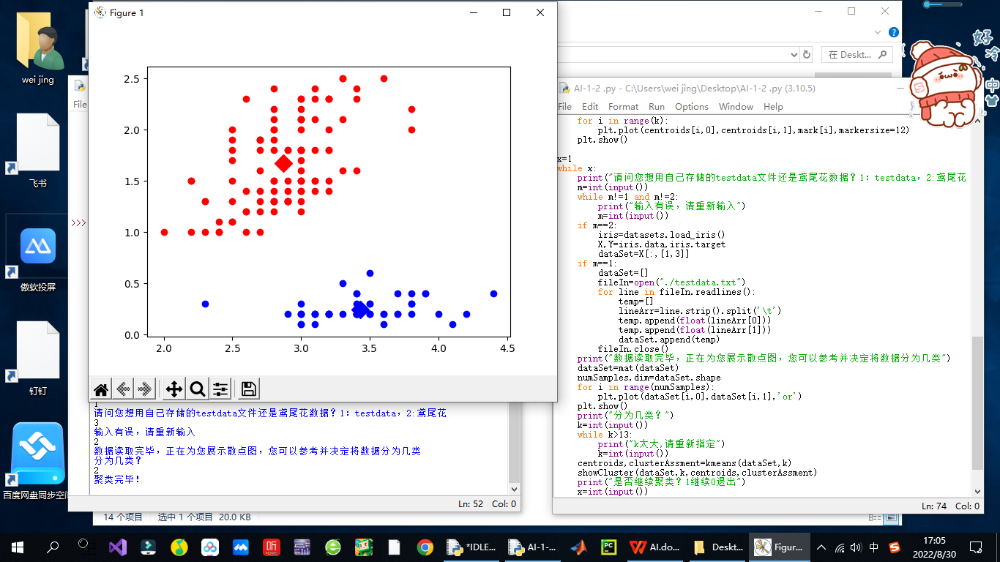 wei jing
飞书
傲软投屏
钉钉
百度网盘同步空间
Figure 1
2.5
2.0
1.5
1.0
0.5
0.0
2.0
2.5
3.0
3.5
4.0
4.5
File
>>>
1
请问您想用自己存储的testdata文件还是鸢尾花数据？1：testdata，2:鸢尾花
3
输入有误，请重新输入
2
数据读取完毕，正在为您展示散点图，您可以参考并决定将数据分为几类
分为几类？
2
聚类完毕！
Ln: 52 Col: 0
14 个项目 选中 1 个项目 20.0 KB
在 Deskt...
好冷
中
AI-1-2 .py - C:\Users\wei jing\Desktop\AI-1-2 .py (3.10.5)
File Edit Format Run Options Window Help
for i in range(k):
plt.plot(centroids[i,0],centroids[i,1],mark[i],markersize=12)
plt.show()
x=1
while x:
print("请问您想用自己存储的testdata文件还是鸢尾花数据？1：testdata，2:鸢尾花
m=int(input())
while m!=1 and m!=2:
print("输入有误，请重新输入")
m=int(input())
if m==2:
iris=datasets.load_iris()
X,Y=iris.data,iris.target
dataSet=X[:,[1,3]]
if m==1:
dataSet=[]
fileIn=open("./testdata.txt")
for line in fileIn.readlines():
temp=[]
lineArr=line.strip().split('\t')
temp.append(float(lineArr[0]))
temp.append(float(lineArr[1]))
dataSet.append(temp)
fileIn.close()
print("数据读取完毕，正在为您展示散点图，您可以参考并决定将数据分为几类")
dataSet=mat(dataSet)
numSamples,dim=dataSet.shape
for i in range(numSamples):
plt.plot(dataSet[i,0],dataSet[i,1],'or')
plt.show()
print("分为几类？")
k=int(input())
while k>13:
print("k太大,请重新指定")
k=int(input())
centroids,clusterAssment=kmeans(dataSet,k)
showCluster(dataSet,k,centroids,clusterAssment)
print("是否继续聚类？1继续0退出")
x=int(input())
Ln: 74 Col: 0
*IDLE... AI-1-... AI.do... Deskt... Figur...
中
17:05
2022/8/30